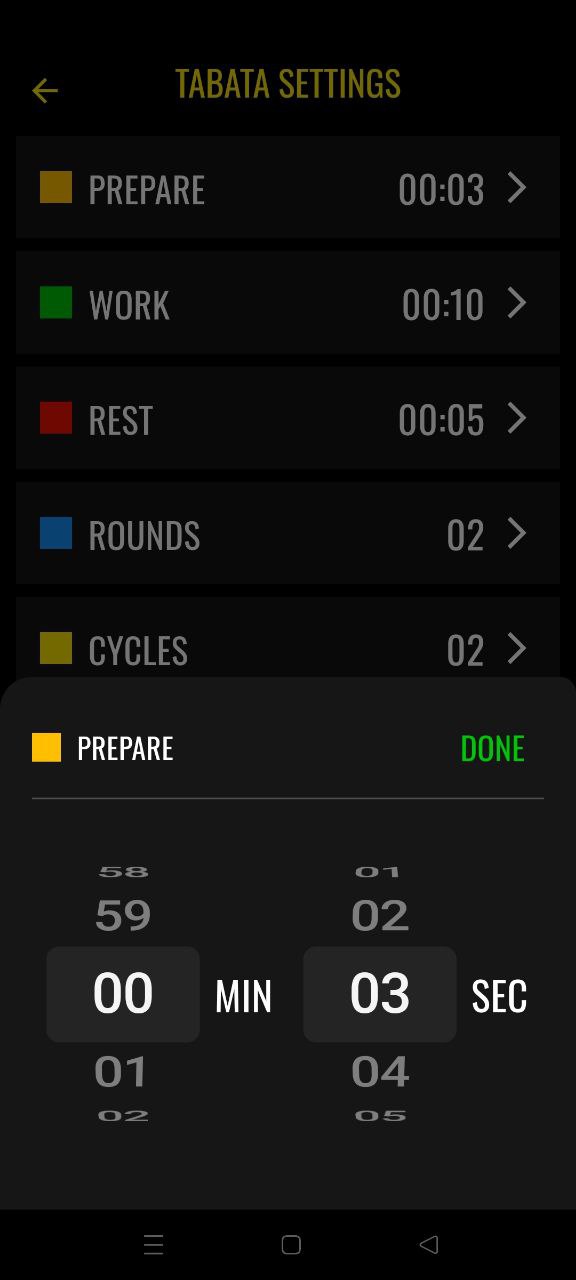 TABATA SETTINGS
PREPARE 00:03
WORK 00:10
REST 00:05
ROUNDS 02
CYCLES 02
PREPARE DONE
58 01
59 02
00 MIN 03 SEC
01 04
02 05